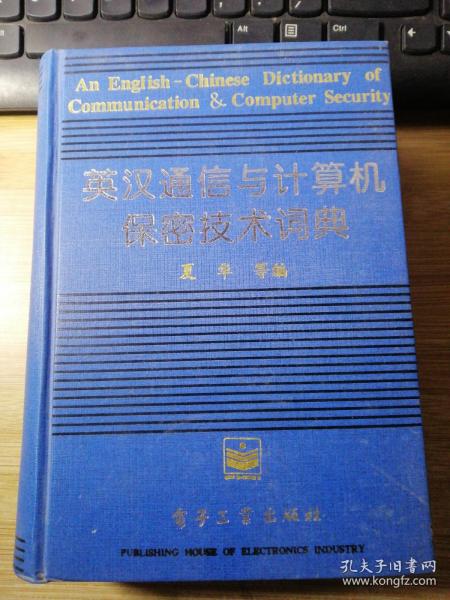 Alt
Ctrl
An English-Chinese Dictionary of
Communication & Computer Security
英汉通信与计算机
保密技术词典
夏华 等编
电子工业出版社
PUBLISHING HOUSE OF ELECTRONICS INDUSTRY
孔夫子旧书网
www.kongfz.com